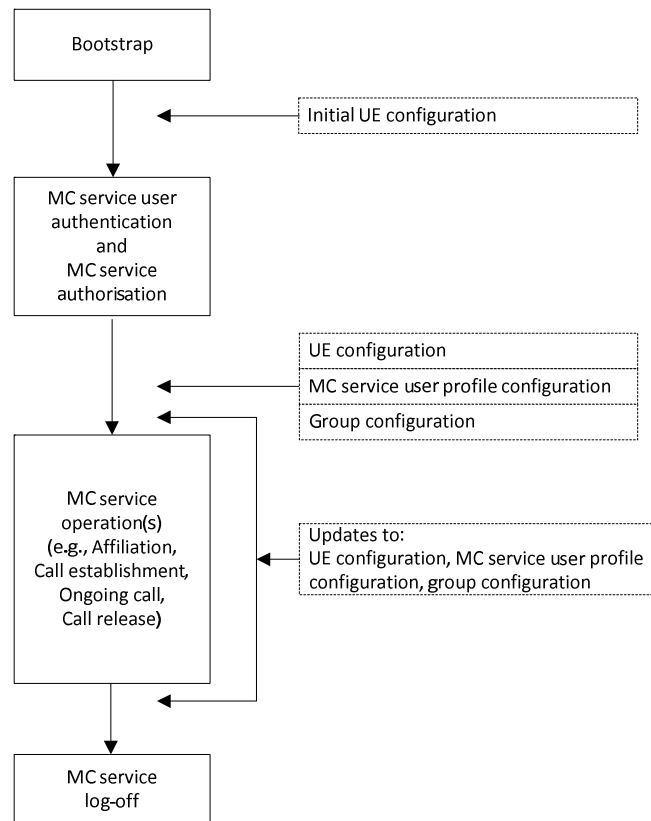 Bootstrap
Initial UE configuration
MC service user
authentication
and
MC service
authorisation
UE configuration
MC service user profile configuration
Group configuration
MC service
operation(s)
(e.g., Affiliation,
Call establishment,
Ongoing call,
Call release)
Updates to:
UE configuration, MC service user profile
configuration, group configuration
MC service
log-off